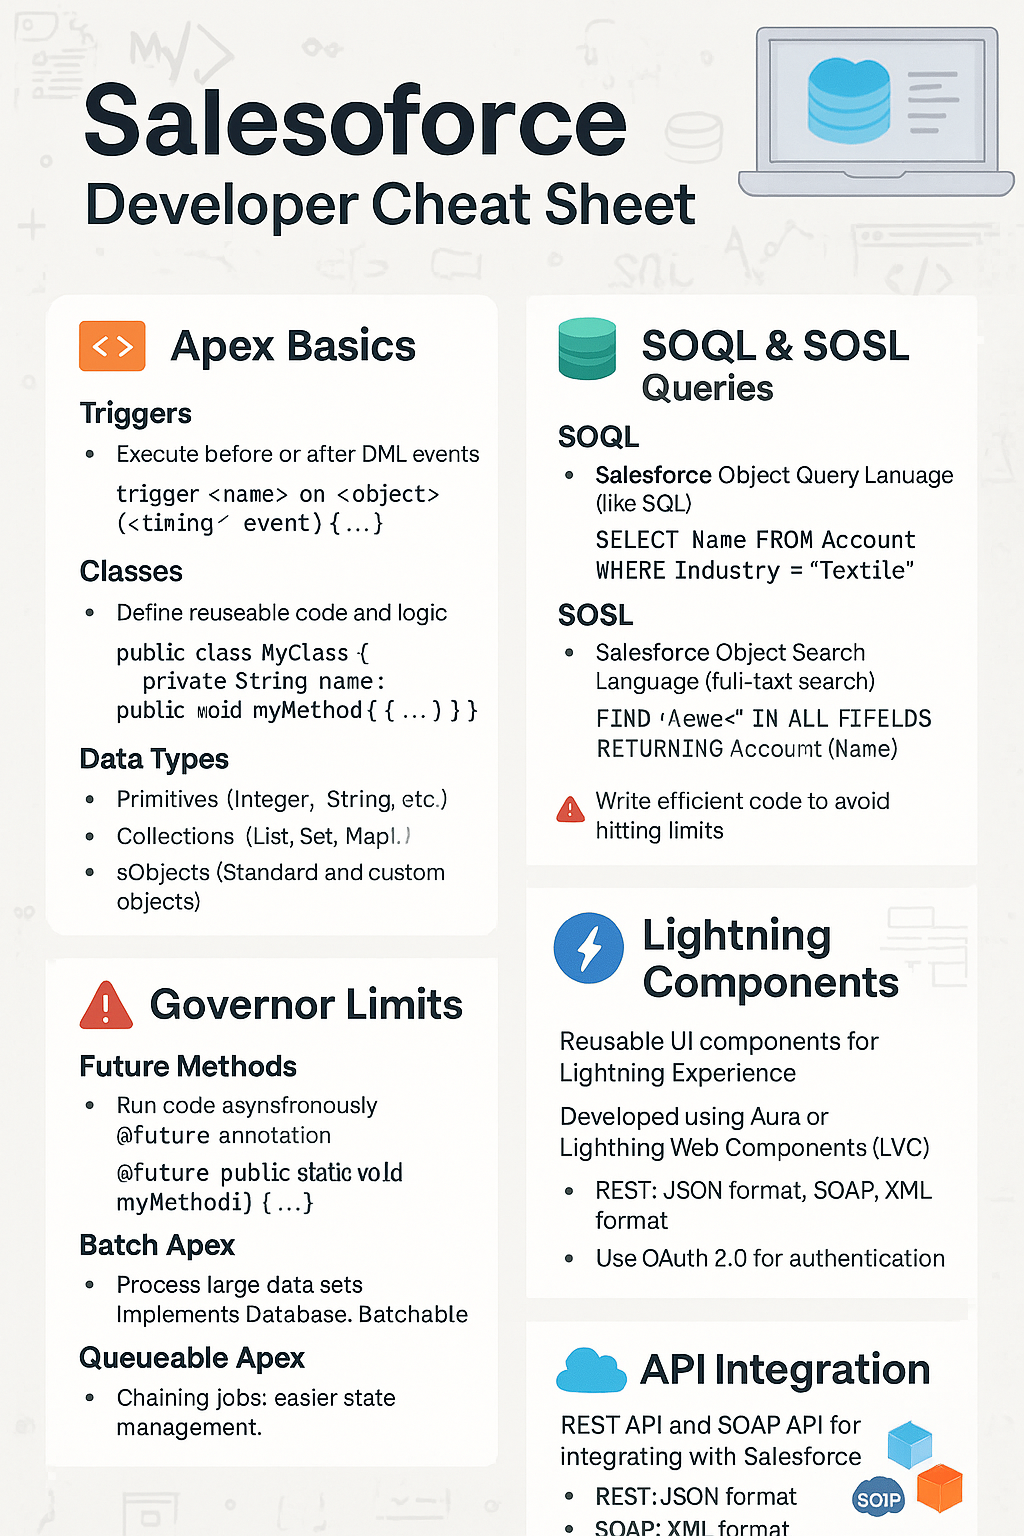 Salesoforce
Developer Cheat Sheet
Apex Basics
Triggers
• Execute before or after DML events
trigger <name> on <object>
(<timing event) {...}
Classes
• Define reuseable code and logic
public class MyClass {
private String name:
public woid myMethod{{...)}}
Data Types
• Primitives (Integer, String, etc.)
• Collections (List, Set, Mapl.)
• sObjects (Standard and custom
objects)
Governor Limits
Future Methods
• Run code asynsfronously
@future annotation
@future public static void
myMethodi) {...}
Batch Apex
• Process large data sets
Implements Database. Batchable
Queueable Apex
• Chaining jobs: easier state
management.
SOQL & SOSL
Queries
SOQL
• Salesforce Object Query Lanuage
(like SQL)
SELECT Name FROM Account
WHERE Industry = “Textile”
SOSL
• Salesforce Object Search
Language (fuli-taxt search)
FIND ‘Aewe<" IN ALL FIFELDS
RETURNING Account (Name)
Write efficient code to avoid
hitting limits
Lightning
Components
Reusable UI components for
Lightning Experience
Developed using Aura or
Lighthing Web Components (LVC)
• REST: JSON format, SOAP, XML
format
• Use OAuth 2.0 for authentication
API Integration
REST API and SOAP API for
integrating with Salesforce
• REST: JSON format
• SOAP: XML format
SO1P